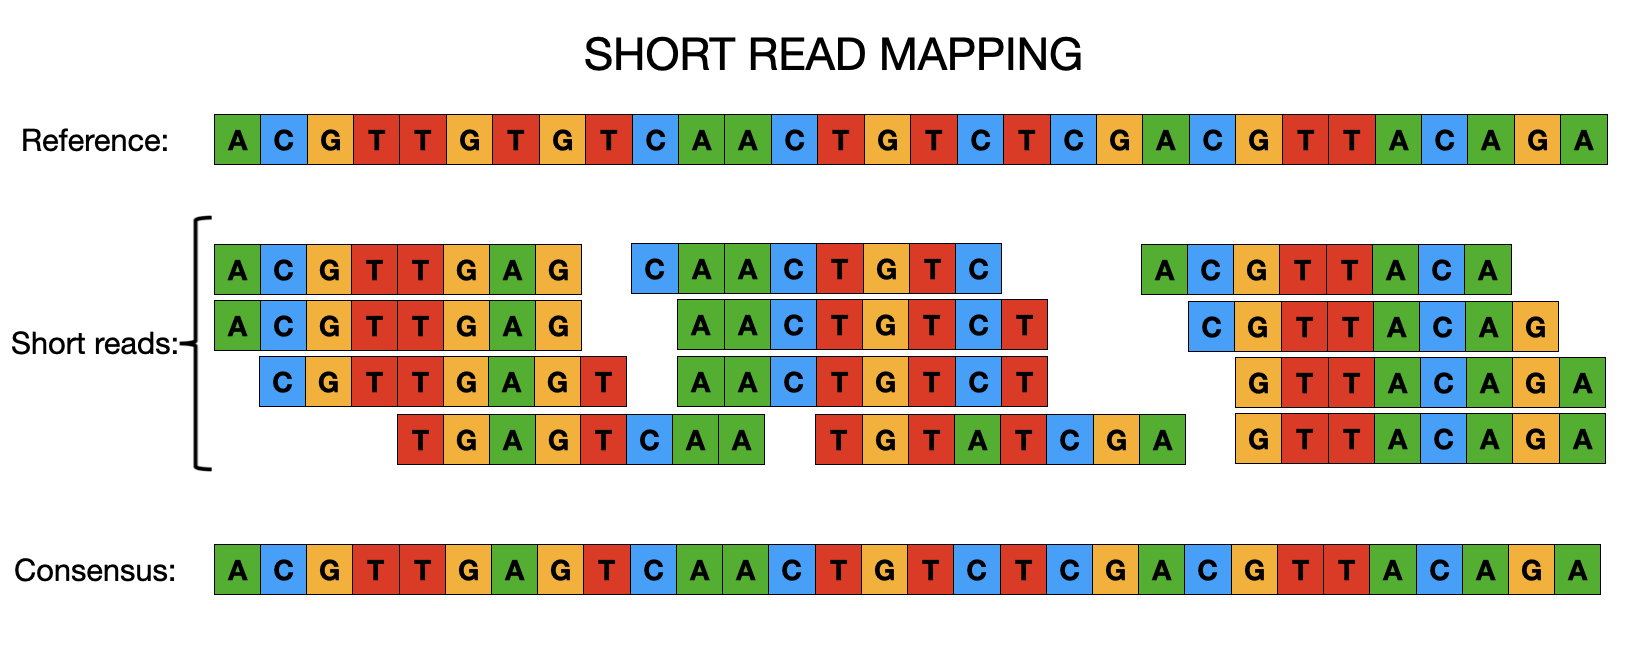 SHORT READ MAPPING
Reference: A C G T T G T G T C A A C T G T C T C G A C G T T A C A G A
A C G T T G A G C A A C T G T C A C G T T A C A
A C G T T G A G A A C T G T C T C G T T A C A G
Short reads:
C G T T G A G T A A C T G T C T G T T A C A G A
T G A G T C A A T G T A T C G A G T T A C A G A
Consensus: A C G T T G A G T C A A C T G T C T C G A C G T T A C A G A